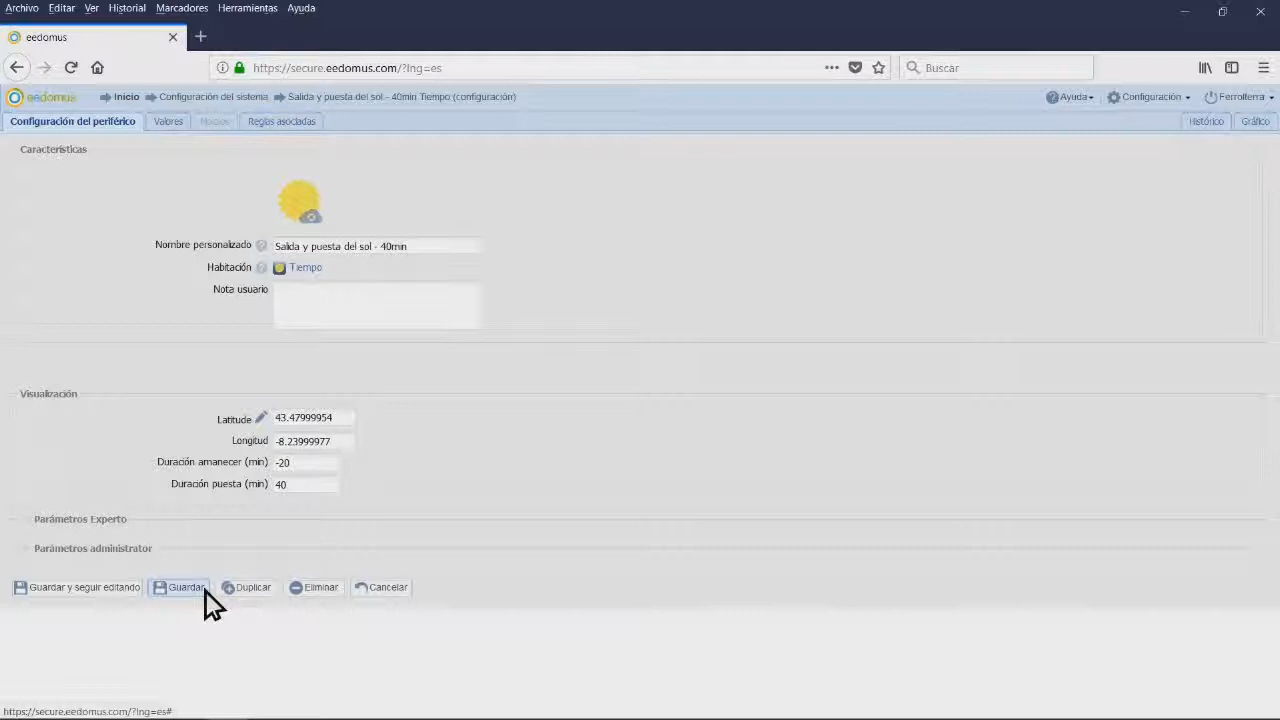 Archivo Editar Ver Historial Marcadores Herramientas Ayuda
eedomus
https://secure.eedomus.com/?lng=es
Buscar
eedomus Inicio Configuración del sistema Salida y puesta del sol - 40min Tiempo (configuración) Ayuda Configuración Ferrolterra
Configuración del periférico Valores Reglas asociadas Histórico Gráfico
Características
Nombre personalizado Salida y puesta del sol - 40min
Habitación Tiempo
Nota usuario
Visualización
Latitude 43.47999954
Longitud -8.23999977
Duración amanecer (min) -20
Duración puesta (min) 40
Parámetros Experto
Parámetros administrator
Guardar y seguir editando Guardar Duplicar Eliminar Cancelar
https://secure.eedomus.com/?lng=es#